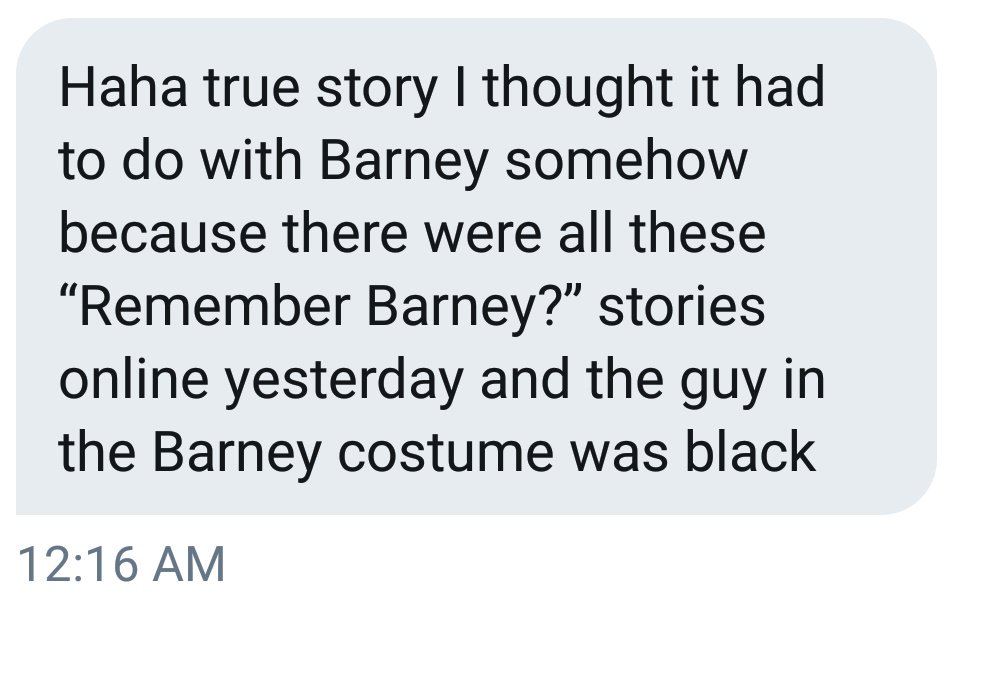 Haha true story I thought it had
to do with Barney somehow
because there were all these
“Remember Barney?” stories
online yesterday and the guy in
the Barney costume was black
12:16 AM